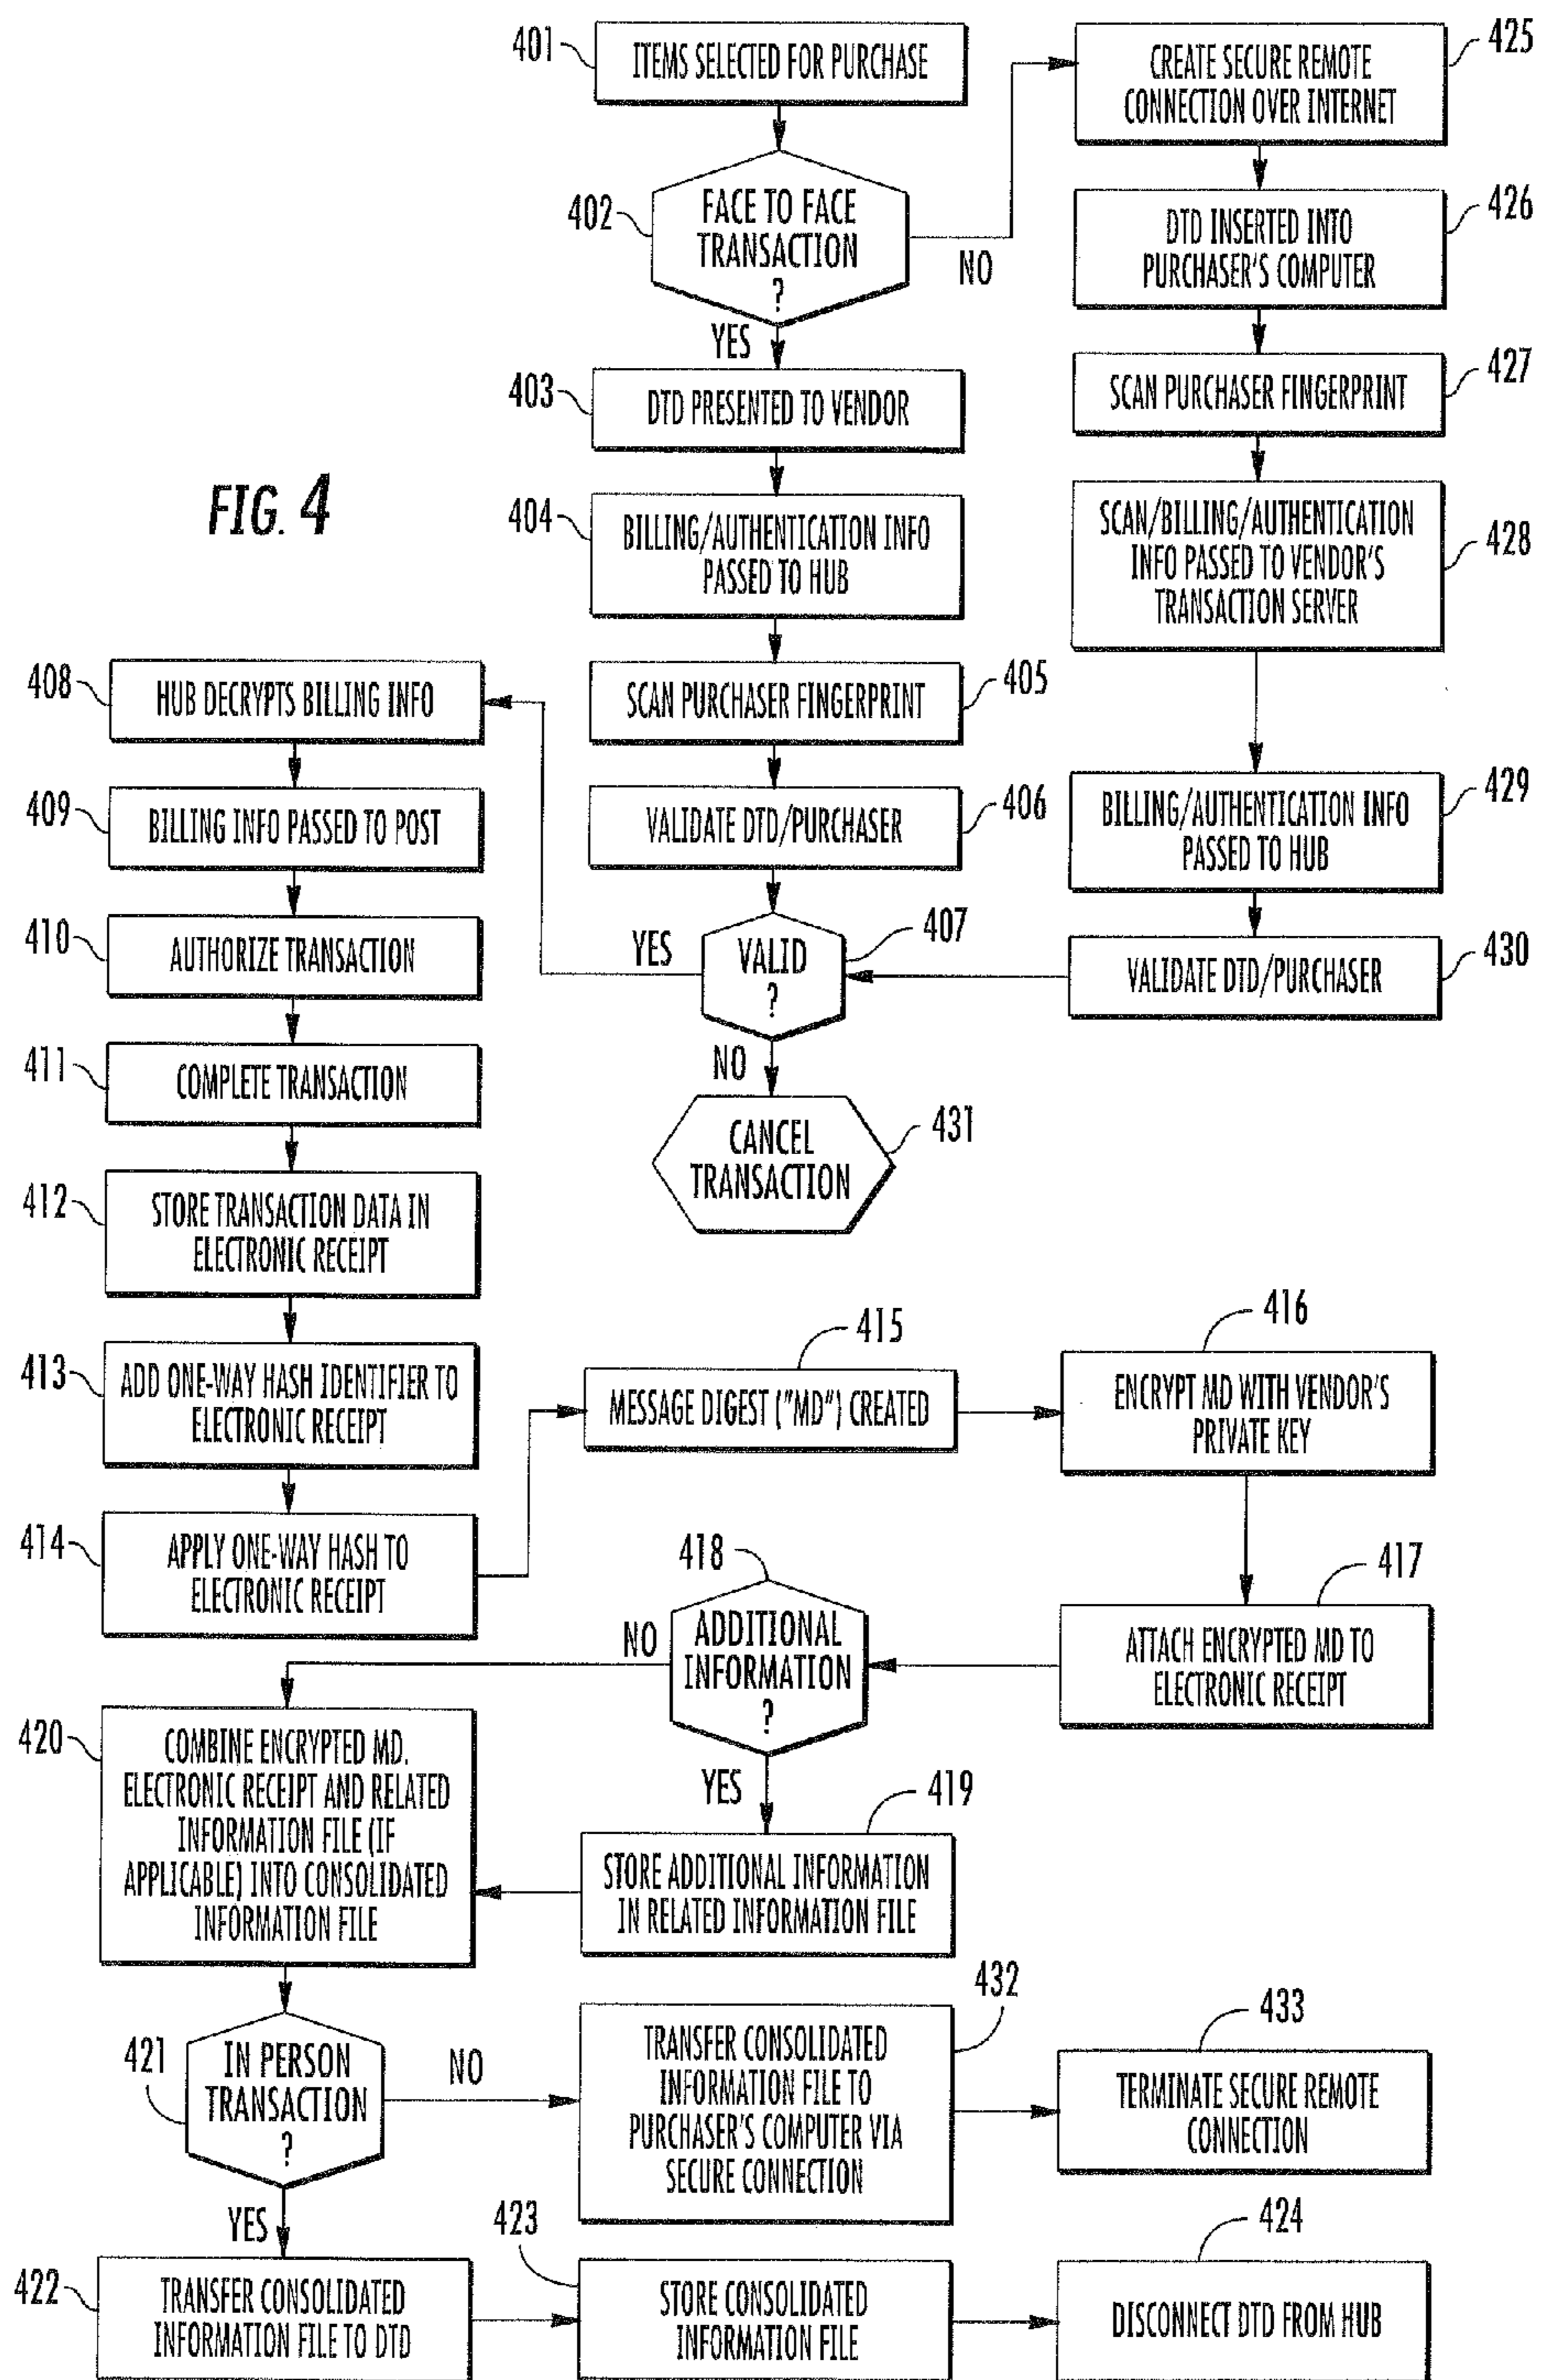 401
ITEMS SELECTED FOR PURCHASE
402
FACE TO FACE
TRANSACTION
?
NO
YES
403
DTD PRESENTED TO VENDOR
404
BILLING/AUTHENTICATION INFO
PASSED TO HUB
SCAN PURCHASER FINGERPRINT
405
VALIDATE DTD/PURCHASER
406
VALID
?
407
YES
NO
CANCEL
TRANSACTION
431
425
CREATE SECURE REMOTE
CONNECTION OVER INTERNET
426
DTD INSERTED INTO
PURCHASER'S COMPUTER
427
SCAN PURCHASER FINGERPRINT
428
SCAN/BILLING/AUTHENTICATION
INFO PASSED TO VENDOR'S
TRANSACTION SERVER
429
BILLING/AUTHENTICATION INFO
PASSED TO HUB
430
VALIDATE DTD/PURCHASER
FIG. 4
408
HUB DECRYPTS BILLING INFO
409
BILLING INFO PASSED TO POST
410
AUTHORIZE TRANSACTION
411
COMPLETE TRANSACTION
412
STORE TRANSACTION DATA IN
ELECTRONIC RECEIPT
413
ADD ONE-WAY HASH IDENTIFIER TO
ELECTRONIC RECEIPT
414
APPLY ONE-WAY HASH TO
ELECTRONIC RECEIPT
415
MESSAGE DIGEST ("MD") CREATED
416
ENCRYPT MD WITH VENDOR'S
PRIVATE KEY
417
ATTACH ENCRYPTED MD TO
ELECTRONIC RECEIPT
418
ADDITIONAL
INFORMATION
?
NO
YES
419
STORE ADDITIONAL INFORMATION
IN RELATED INFORMATION FILE
420
COMBINE ENCRYPTED MD.
ELECTRONIC RECEIPT AND RELATED
INFORMATION FILE (IF
APPLICABLE) INTO CONSOLIDATED
INFORMATION FILE
421
IN PERSON
TRANSACTION
?
NO
YES
432
TRANSFER CONSOLIDATED
INFORMATION FILE TO
PURCHASER'S COMPUTER VIA
SECURE CONNECTION
433
TERMINATE SECURE REMOTE
CONNECTION
422
TRANSFER CONSOLIDATED
INFORMATION FILE TO DTD
423
STORE CONSOLIDATED
INFORMATION FILE
424
DISCONNECT DTD FROM HUB